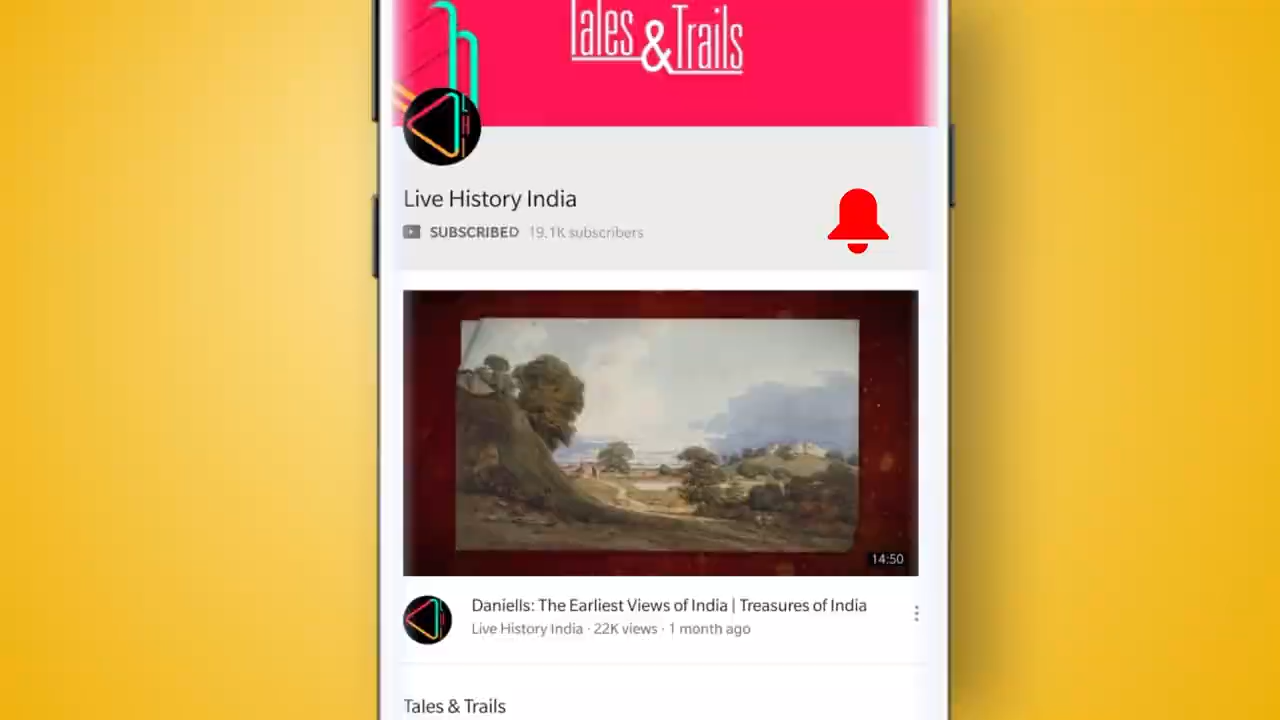 Tales & Trails
LHI
Live History India
SUBSCRIBED 19.1K subscribers
14:50
Daniells: The Earliest Views of India | Treasures of India
Live History India · 22K views · 1 month ago
Tales & Trails